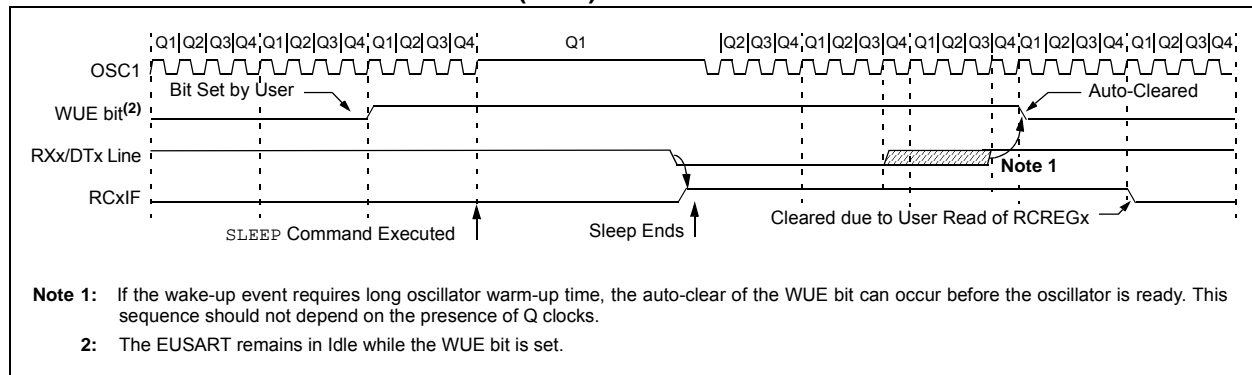 Q1 Q2 Q3 Q4 Q1 Q2 Q3 Q4 Q1 Q2 Q3 Q4 Q1 Q2 Q3 Q4 Q1 Q2 Q3 Q4 Q1 Q2 Q3 Q4 Q1 Q2 Q3 Q4 Q1 Q2 Q3 Q4
OSC1
Bit Set by User
Auto-Cleared
WUE bit(2)
RXx/DTx Line
Note 1
RCxIF
Cleared due to User Read of RCREGx
SLEEP Command Executed
Sleep Ends
Note 1: If the wake-up event requires long oscillator warm-up time, the auto-clear of the WUE bit can occur before the oscillator is ready. This
sequence should not depend on the presence of Q clocks.
2: The EUSART remains in Idle while the WUE bit is set.